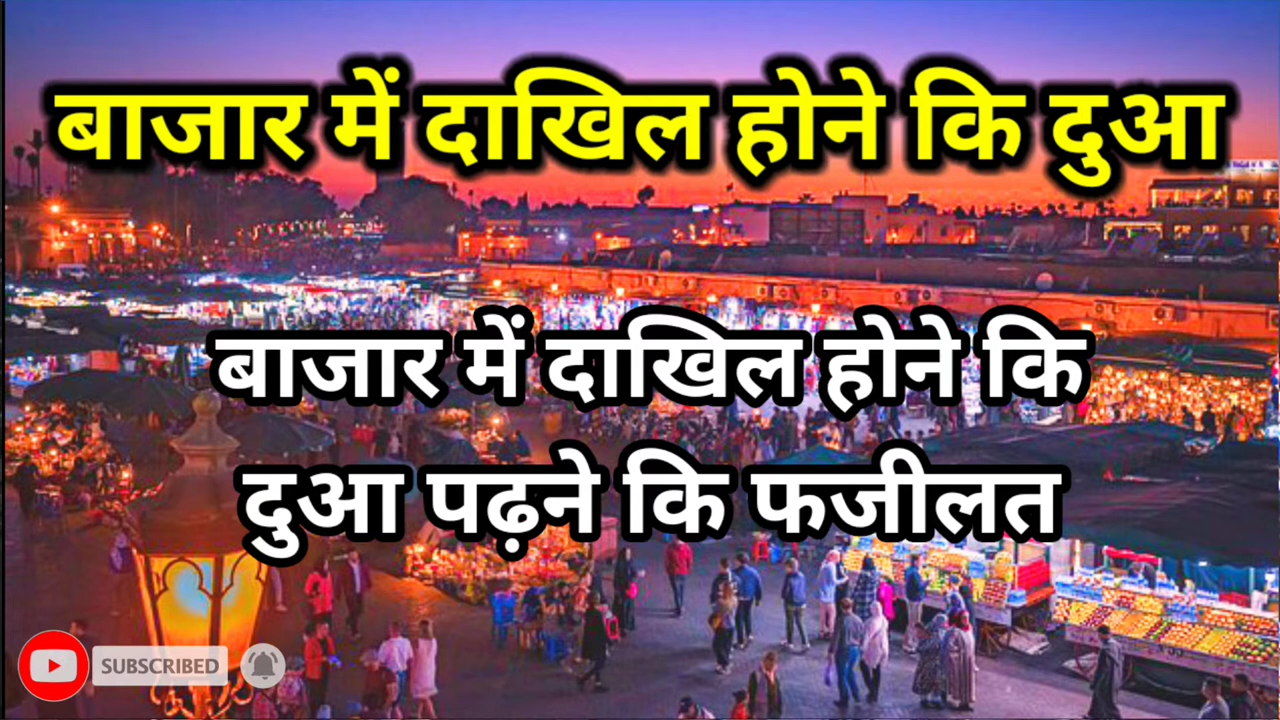 बाजार में दाखिल होने कि दुआ
बाजार में दाखिल होने कि
दुआ पढ़ने कि फजीलत
SUBSCRIBED